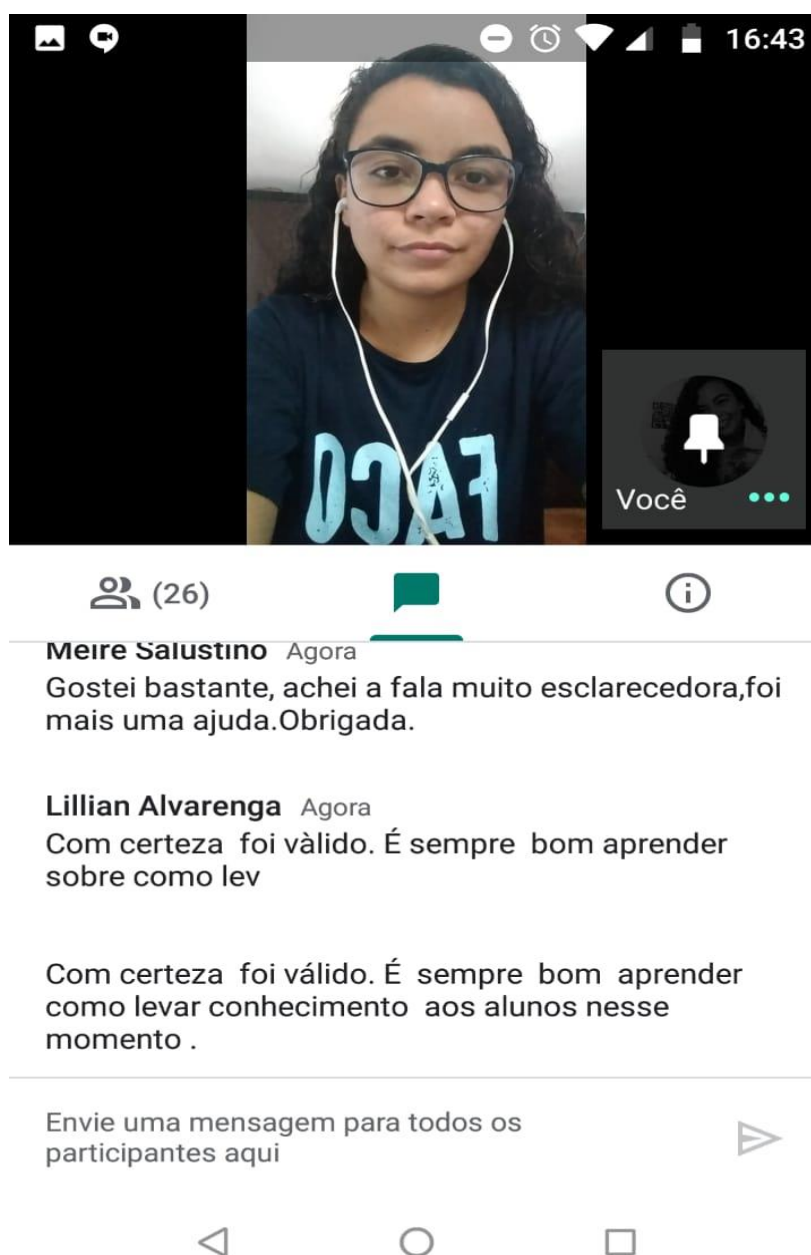 16:43
FACO
Você
(26)
Meire Salustino Agora
Gostei bastante, achei a fala muito esclarecedora,foi
mais uma ajuda.Obrigada.
Lillian Alvarenga Agora
Com certeza foi vàlido. É sempre bom aprender
sobre como lev
Com certeza foi válido. É sempre bom aprender
como levar conhecimento aos alunos nesse
momento .
Envie uma mensagem para todos os
participantes aqui